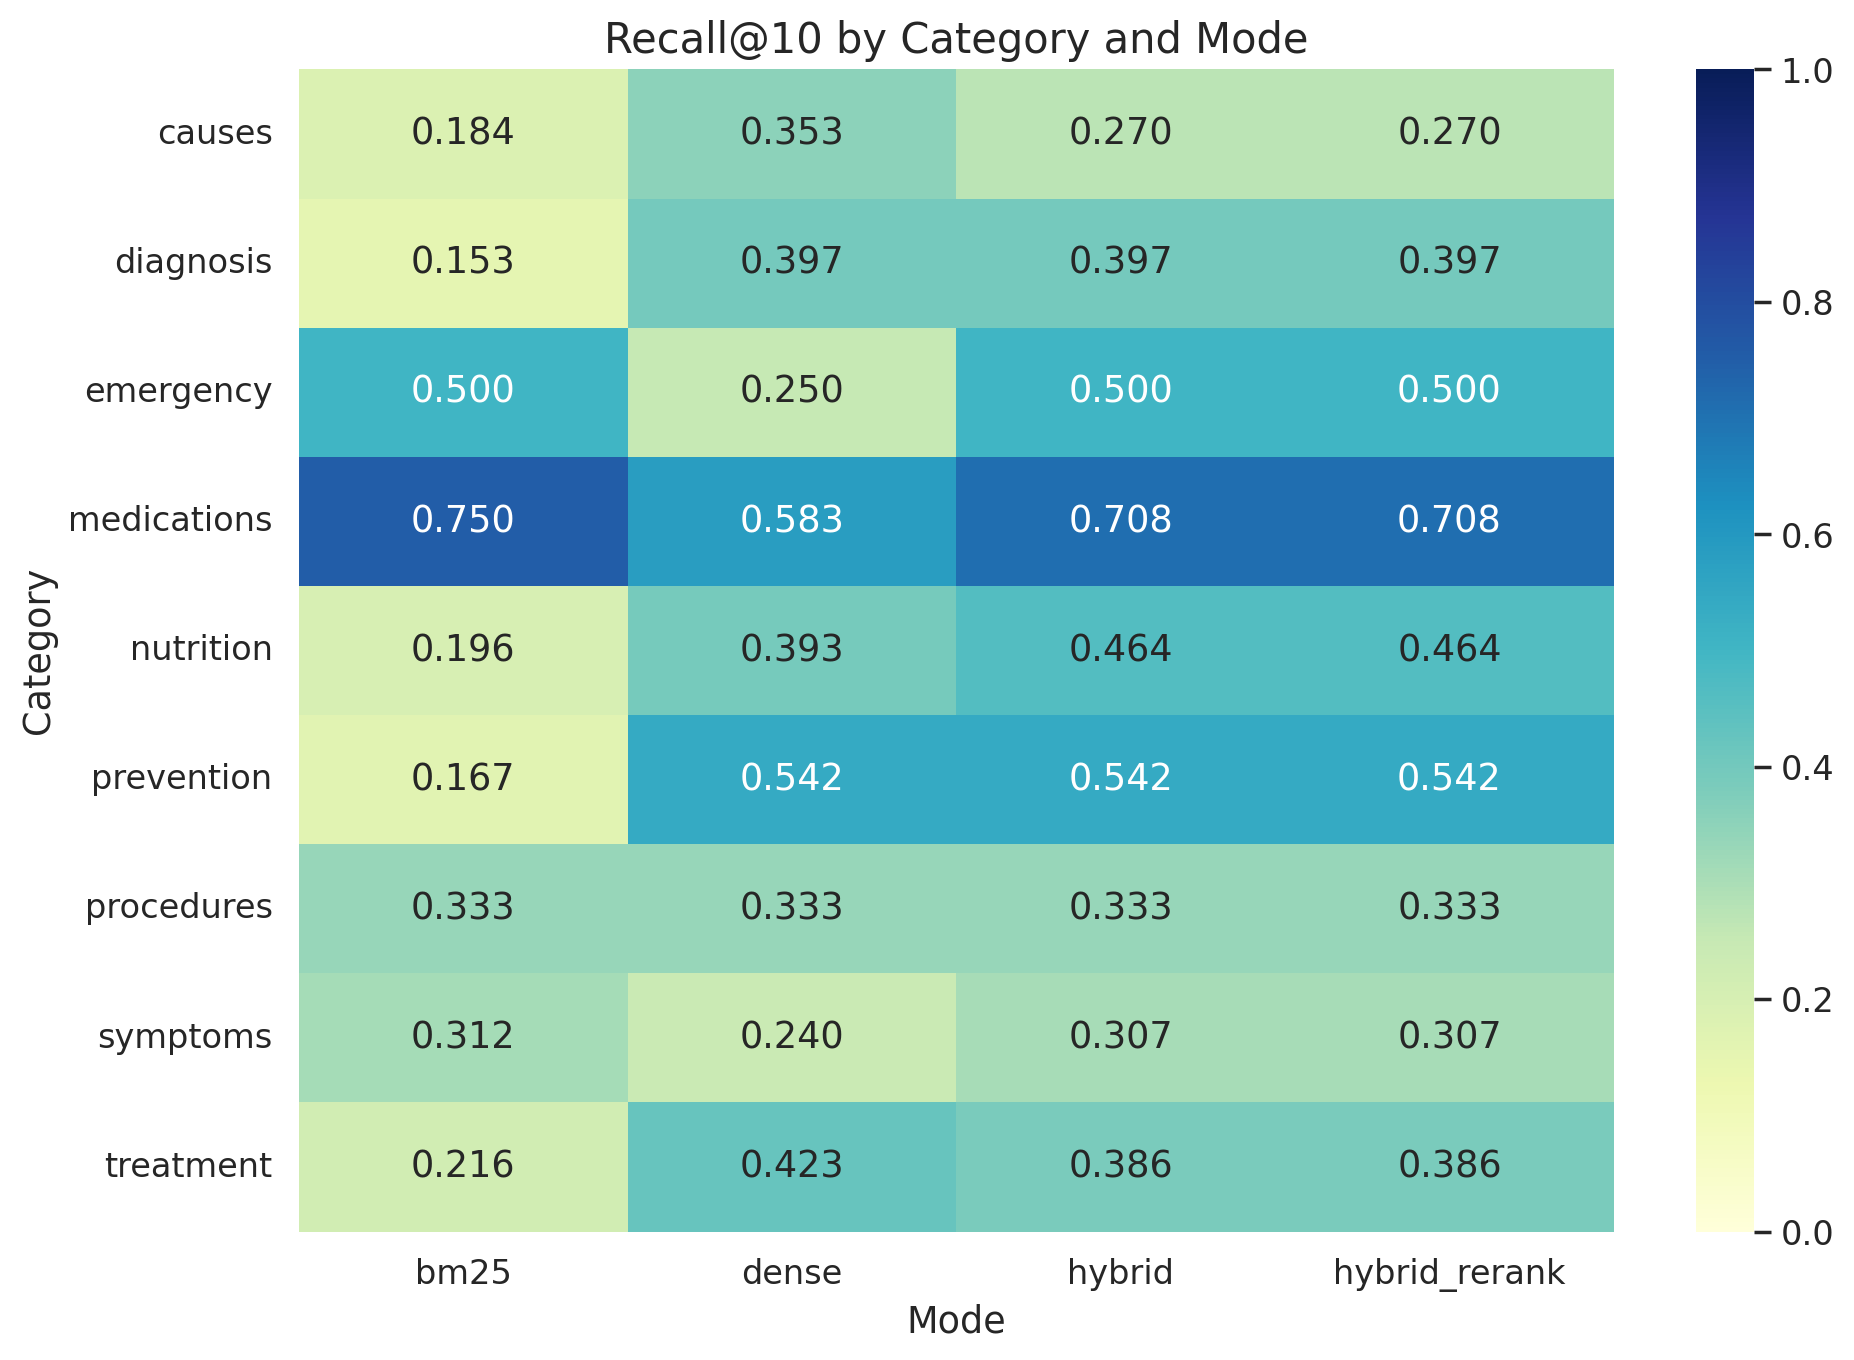 Recall@10 by Category and Mode
Category
causes 0.184 0.353 0.270 0.270
diagnosis 0.153 0.397 0.397 0.397
emergency 0.500 0.250 0.500 0.500
medications 0.750 0.583 0.708 0.708
nutrition 0.196 0.393 0.464 0.464
prevention 0.167 0.542 0.542 0.542
procedures 0.333 0.333 0.333 0.333
symptoms 0.312 0.240 0.307 0.307
treatment 0.216 0.423 0.386 0.386
bm25 dense hybrid hybrid_rerank
Mode
1.0
0.8
0.6
0.4
0.2
0.0